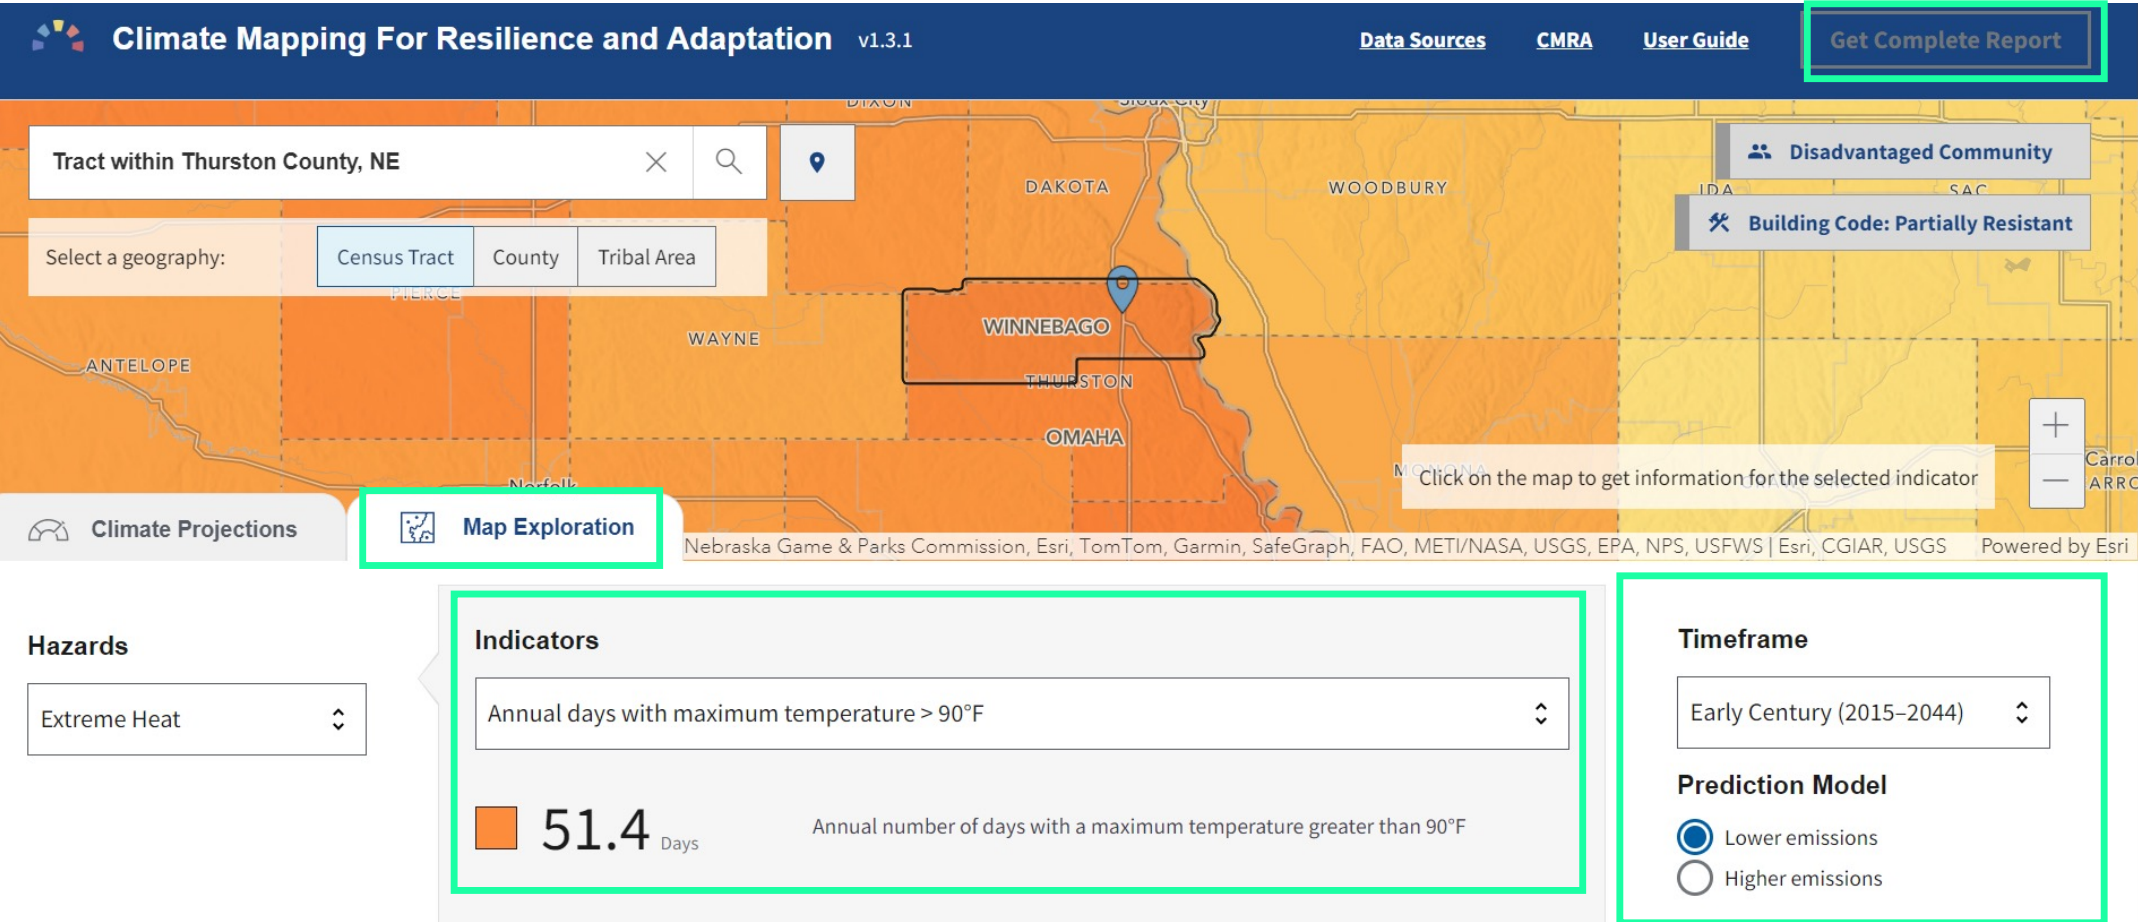 Climate Mapping For Resilience and Adaptation v1.3.1
Data Sources
CMRA
User Guide
Get Complete Report
DIXON
Sioux City
Tract within Thurston County, NE
Disadvantaged Community
DAKOTA
WOODBURY
IDA
SAC
Building Code: Partially Resistant
Select a geography:
Census Tract
County
Tribal Area
PIERCE
WINNEBAGO
WAYNE
ANTELOPE
THURSTON
OMAHA
Click on the map to get information for the selected indicator
Carrol
ARRO
Norfolk
Climate Projections
Map Exploration
Nebraska Game & Parks Commission, Esri, TomTom, Garmin, SafeGraph, FAO, METI/NASA, USGS, EPA, NPS, USFWS | Esri, CGIAR, USGS
Powered by Esri
Hazards
Extreme Heat
Indicators
Annual days with maximum temperature > 90°F
51.4 Days
Annual number of days with a maximum temperature greater than 90°F
Timeframe
Early Century (2015–2044)
Prediction Model
Lower emissions
Higher emissions